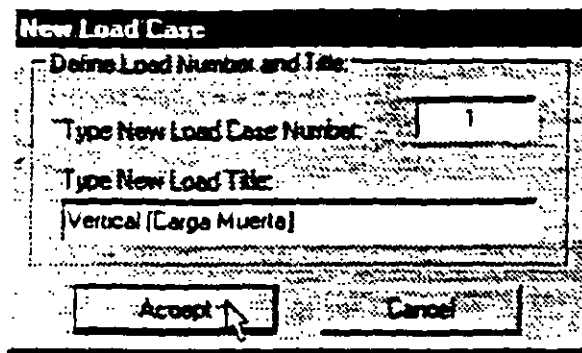 New Load Case
Define Load Number and Title:
Type New Load Case Number:
1
Type New Load Title:
Vertical (Carga Muerta)
Accept
Cancel